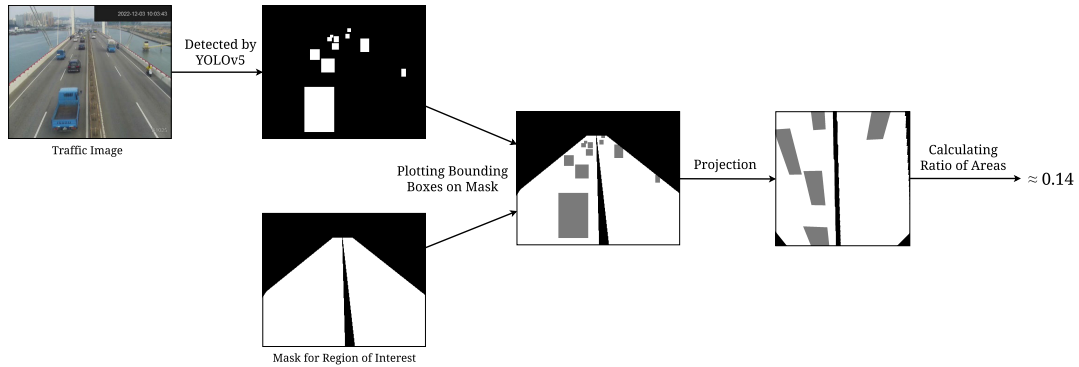 2022-12-03 10:03:43
Detected by
YOLOv5
Traffic Image
Plotting Bounding
Boxes on Mask
Projection
Calculating
Ratio of Areas
≈ 0.14
Mask for Region of Interest